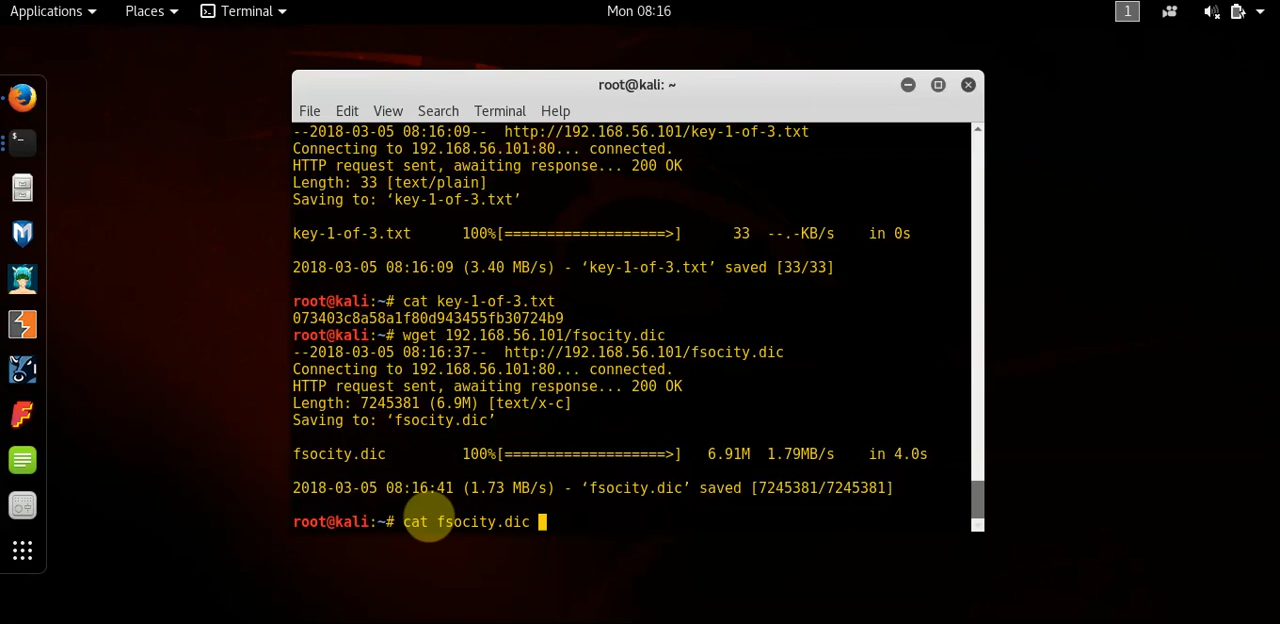 Applications Places Terminal Mon 08:16 1
root@kali: ~
File Edit View Search Terminal Help
--2018-03-05 08:16:09-- http://192.168.56.101/key-1-of-3.txt
Connecting to 192.168.56.101:80... connected.
HTTP request sent, awaiting response... 200 OK
Length: 33 [text/plain]
Saving to: ‘key-1-of-3.txt’
key-1-of-3.txt 100%[===================>] 33 --.-KB/s in 0s
2018-03-05 08:16:09 (3.40 MB/s) - ‘key-1-of-3.txt’ saved [33/33]
root@kali:~# cat key-1-of-3.txt
073403c8a58a1f80d943455fb30724b9
root@kali:~# wget 192.168.56.101/fsocity.dic
--2018-03-05 08:16:37-- http://192.168.56.101/fsocity.dic
Connecting to 192.168.56.101:80... connected.
HTTP request sent, awaiting response... 200 OK
Length: 7245381 (6.9M) [text/x-c]
Saving to: ‘fsocity.dic’
fsocity.dic 100%[===================>] 6.91M 1.79MB/s in 4.0s
2018-03-05 08:16:41 (1.73 MB/s) - ‘fsocity.dic’ saved [7245381/7245381]
root@kali:~# cat fsocity.dic